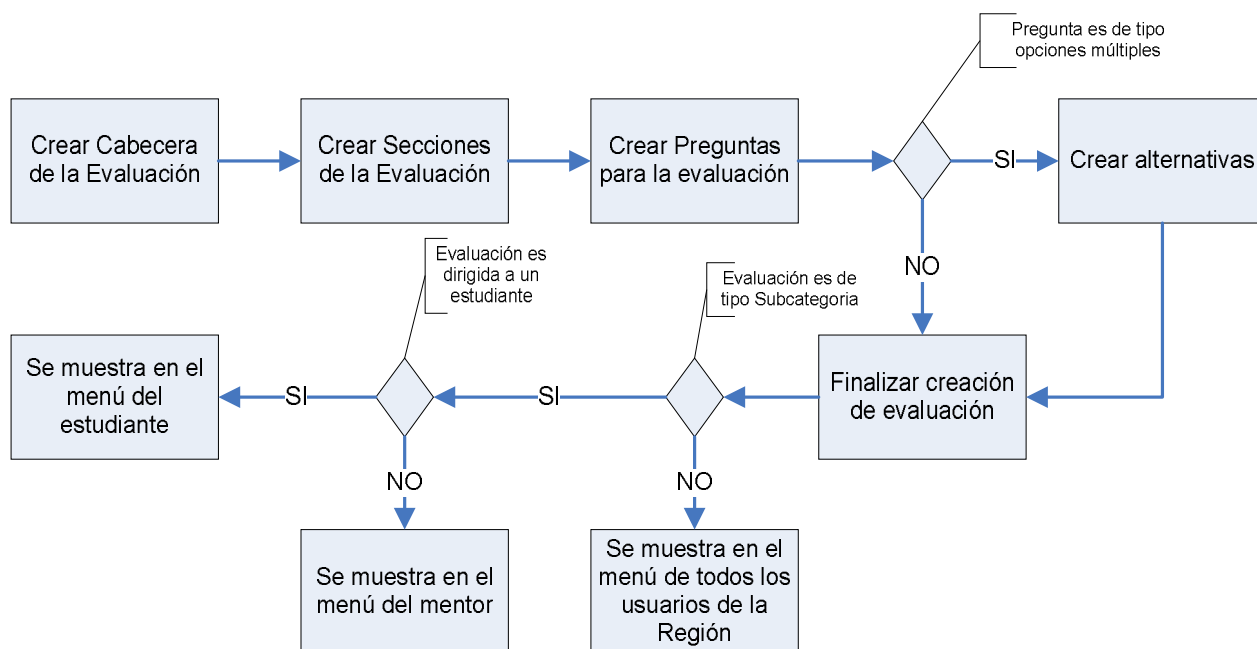 Pregunta es de tipo
opciones múltiples
Crear Cabecera
de la Evaluación
Crear Secciones
de la Evaluación
Crear Preguntas
para la evaluación
SI
Crear alternativas
NO
Evaluación es
dirigida a un
estudiante
Evaluación es de
tipo Subcategoria
Se muestra en el
menú del
estudiante
SI
SI
Finalizar creación
de evaluación
NO
NO
Se muestra en el
menú del mentor
Se muestra en el
menú de todos los
usuarios de la
Región